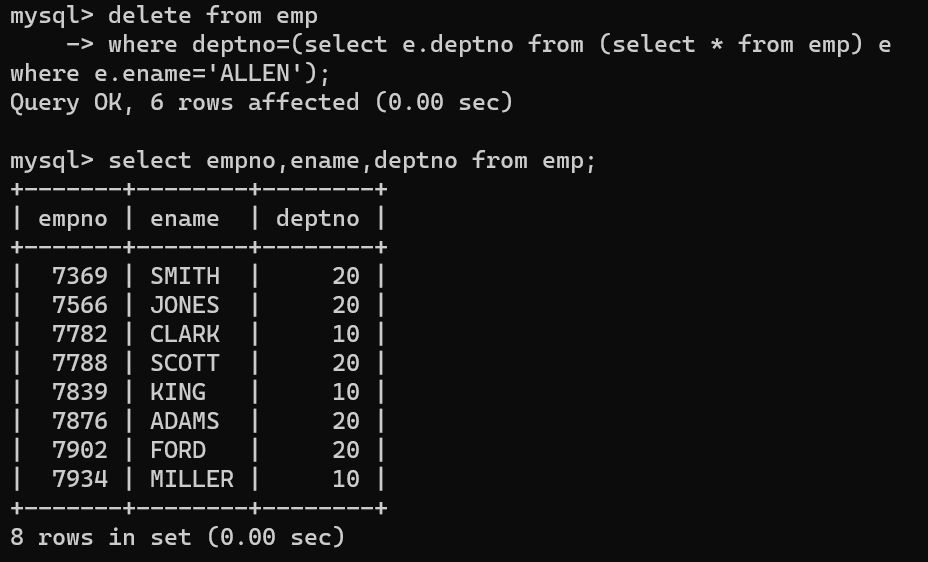 mysql> delete from emp
    -> where deptno=(select e.deptno from (select * from emp) e
where e.ename='ALLEN');
Query OK, 6 rows affected (0.00 sec)

mysql> select empno,ename,deptno from emp;
+-------+--------+--------+
| empno | ename  | deptno |
+-------+--------+--------+
|  7369 | SMITH  |     20 |
|  7566 | JONES  |     20 |
|  7782 | CLARK  |     10 |
|  7788 | SCOTT  |     20 |
|  7839 | KING   |     10 |
|  7876 | ADAMS  |     20 |
|  7902 | FORD   |     20 |
|  7934 | MILLER |     10 |
+-------+--------+--------+
8 rows in set (0.00 sec)